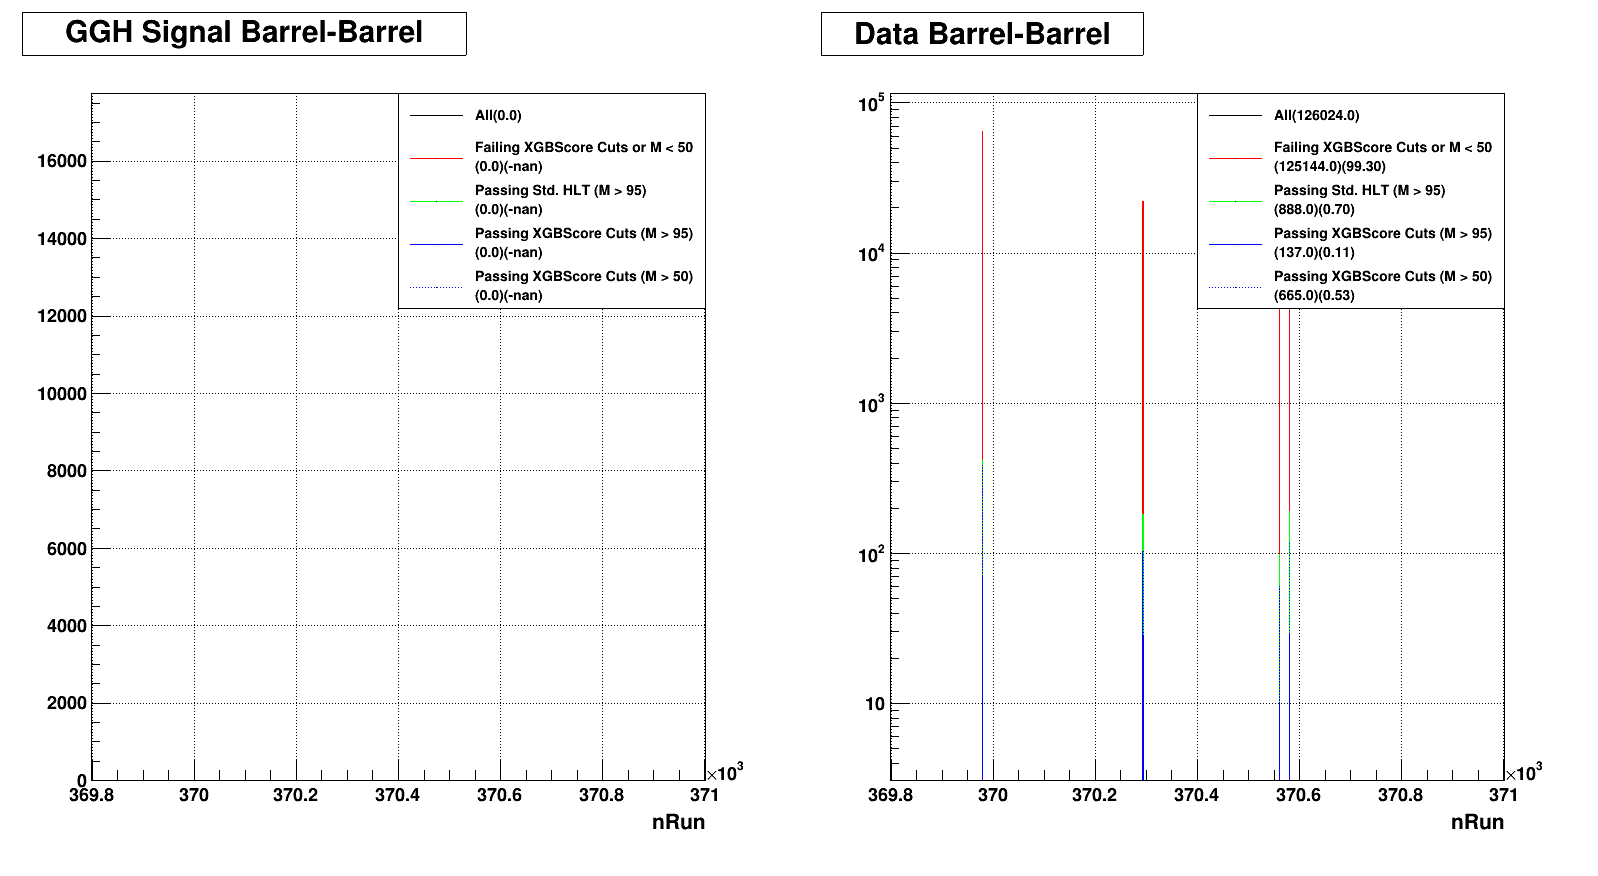 GGH Signal Barrel-Barrel
All(0.0)
Failing XGBScore Cuts or M < 50
(0.0)(-nan)
Passing Std. HLT (M > 95)
(0.0)(-nan)
Passing XGBScore Cuts (M > 95)
(0.0)(-nan)
Passing XGBScore Cuts (M > 50)
(0.0)(-nan)
16000
14000
12000
10000
8000
6000
4000
2000
0
369.8 370 370.2 370.4 370.6 370.8 371
×10³
nRun
Data Barrel-Barrel
All(126024.0)
Failing XGBScore Cuts or M < 50
(125144.0)(99.30)
Passing Std. HLT (M > 95)
(888.0)(0.70)
Passing XGBScore Cuts (M > 95)
(137.0)(0.11)
Passing XGBScore Cuts (M > 50)
(665.0)(0.53)
10⁵
10⁴
10³
10²
10
369.8 370 370.2 370.4 370.6 370.8 371
×10³
nRun